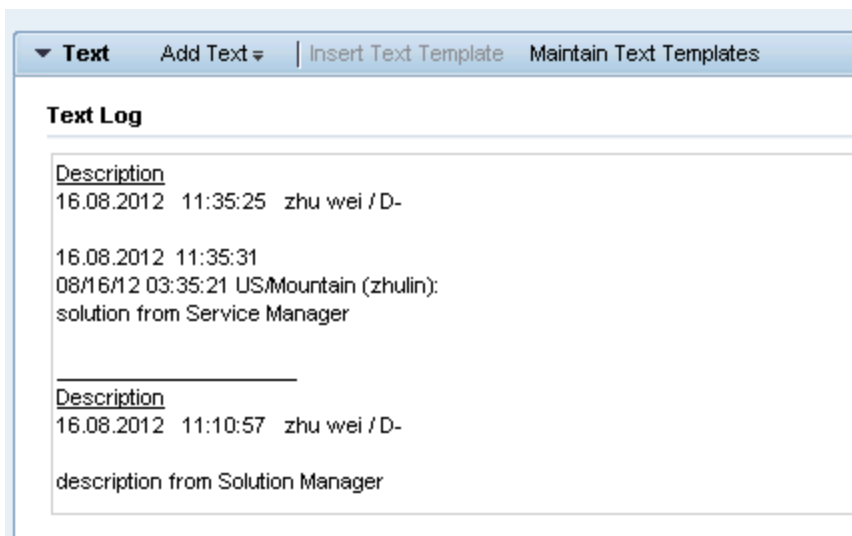 Text Add Text Insert Text Template Maintain Text Templates
Text Log
Description
16.08.2012 11:35:25 zhu wei / D-
16.08.2012 11:35:31
08/16/12 03:35:21 US/Mountain (zhulin):
solution from Service Manager
Description
16.08.2012 11:10:57 zhu wei / D-
description from Solution Manager